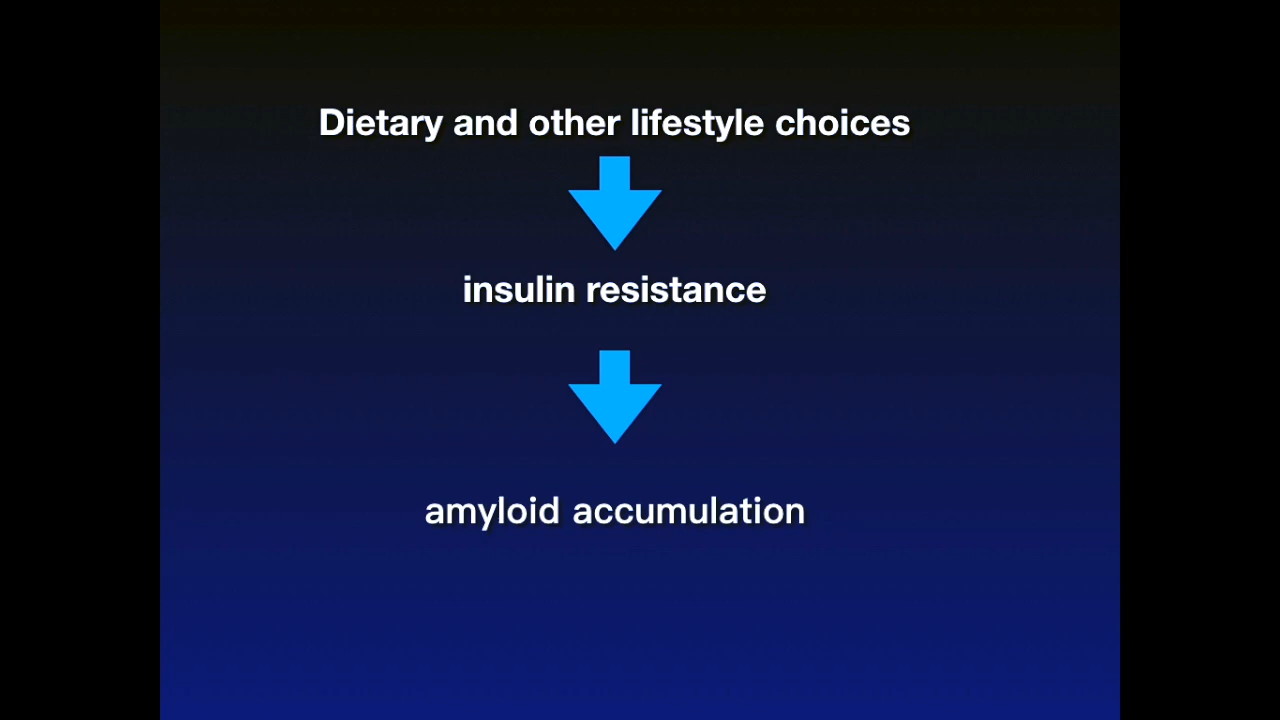 Dietary and other lifestyle choices
insulin resistance
amyloid accumulation